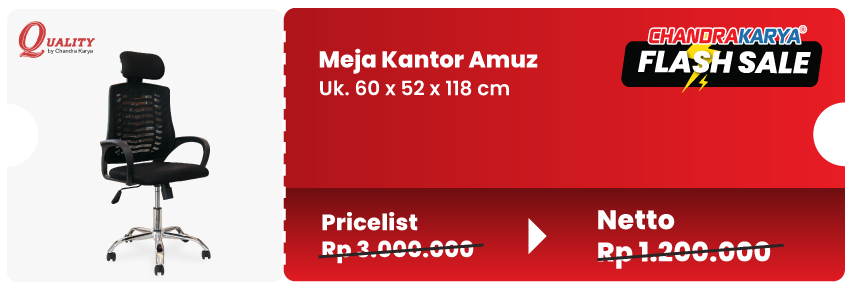 QUALITY
by Chandra Karya
Meja Kantor Amuz
Uk. 60 x 52 x 118 cm
CHANDRAKARYA®
FLASH SALE
Pricelist
Rp 3.000.000
Netto
Rp 1.200.000